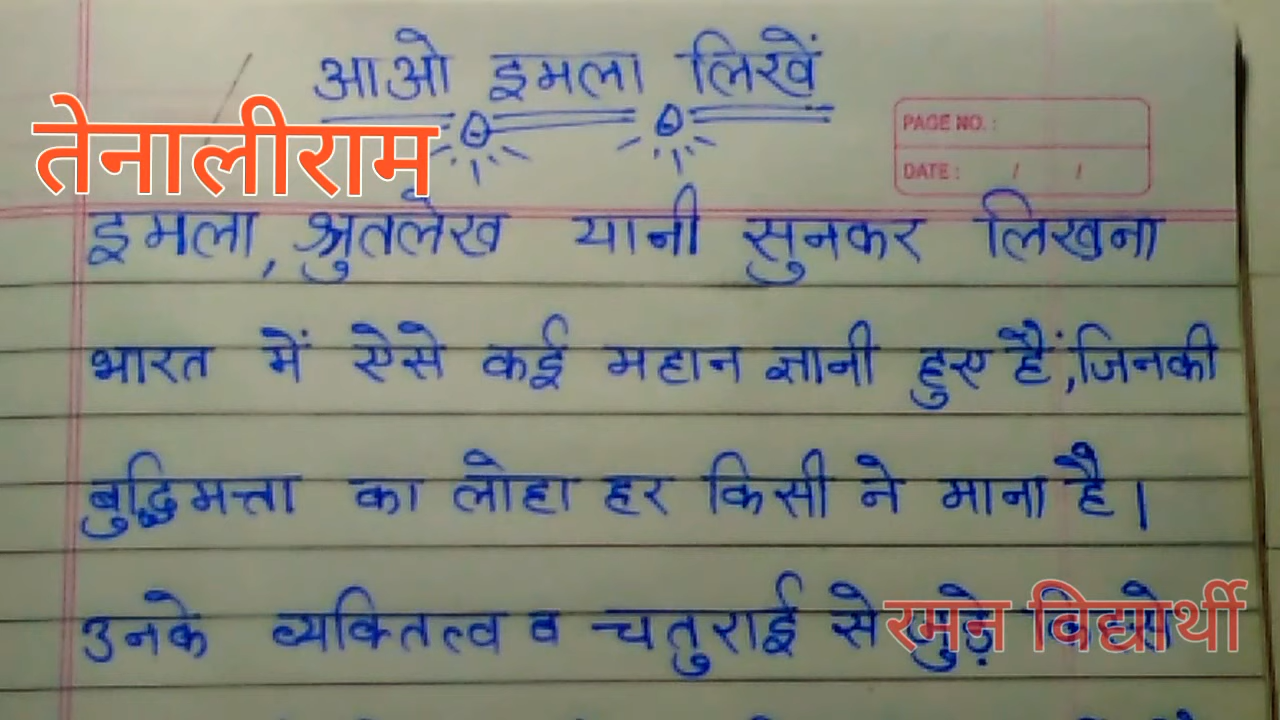 आओ इमला लिखें
तेनालीराम
PAGE NO. :
DATE : / /
इमला, श्रुतलेख यानी सुनकर लिखना
भारत में ऐसे कई महान ज्ञानी हुए हैं, जिनकी
बुद्धिमत्ता का लोहा हर किसी ने माना है।
उनके व्यक्तित्व व चतुराई से
रमन विद्यार्थी